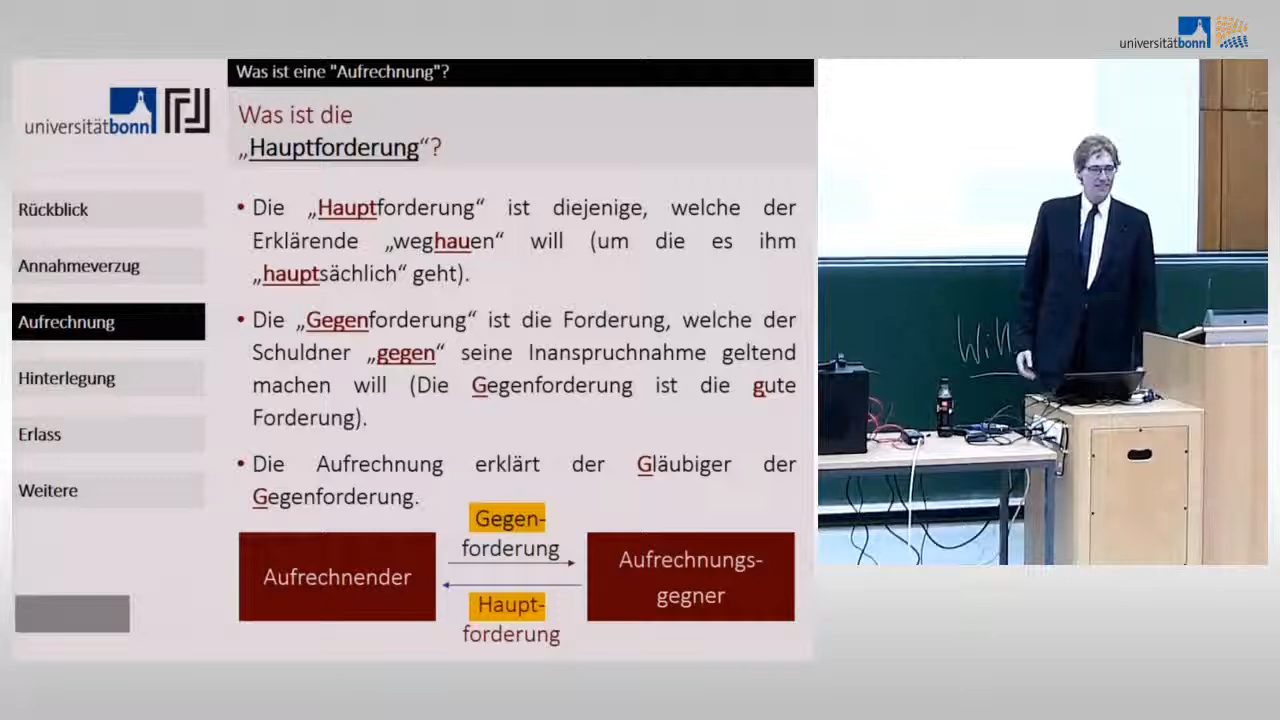 universitätbonn
universitätbonn
Was ist eine "Aufrechnung"?
Was ist die
„Hauptforderung“?
Rückblick
Annahmeverzug
Aufrechnung
Hinterlegung
Erlass
Weitere
• Die „Hauptforderung“ ist diejenige, welche der
Erklärende „weghauen“ will (um die es ihm
„hauptsächlich“ geht).
• Die „Gegenforderung“ ist die Forderung, welche der
Schuldner „gegen“ seine Inanspruchnahme geltend
machen will (Die Gegenforderung ist die gute
Forderung).
• Die Aufrechnung erklärt der Gläubiger der
Gegenforderung.
Aufrechnender
Gegen-
forderung
Haupt-
forderung
Aufrechnungs-
gegner